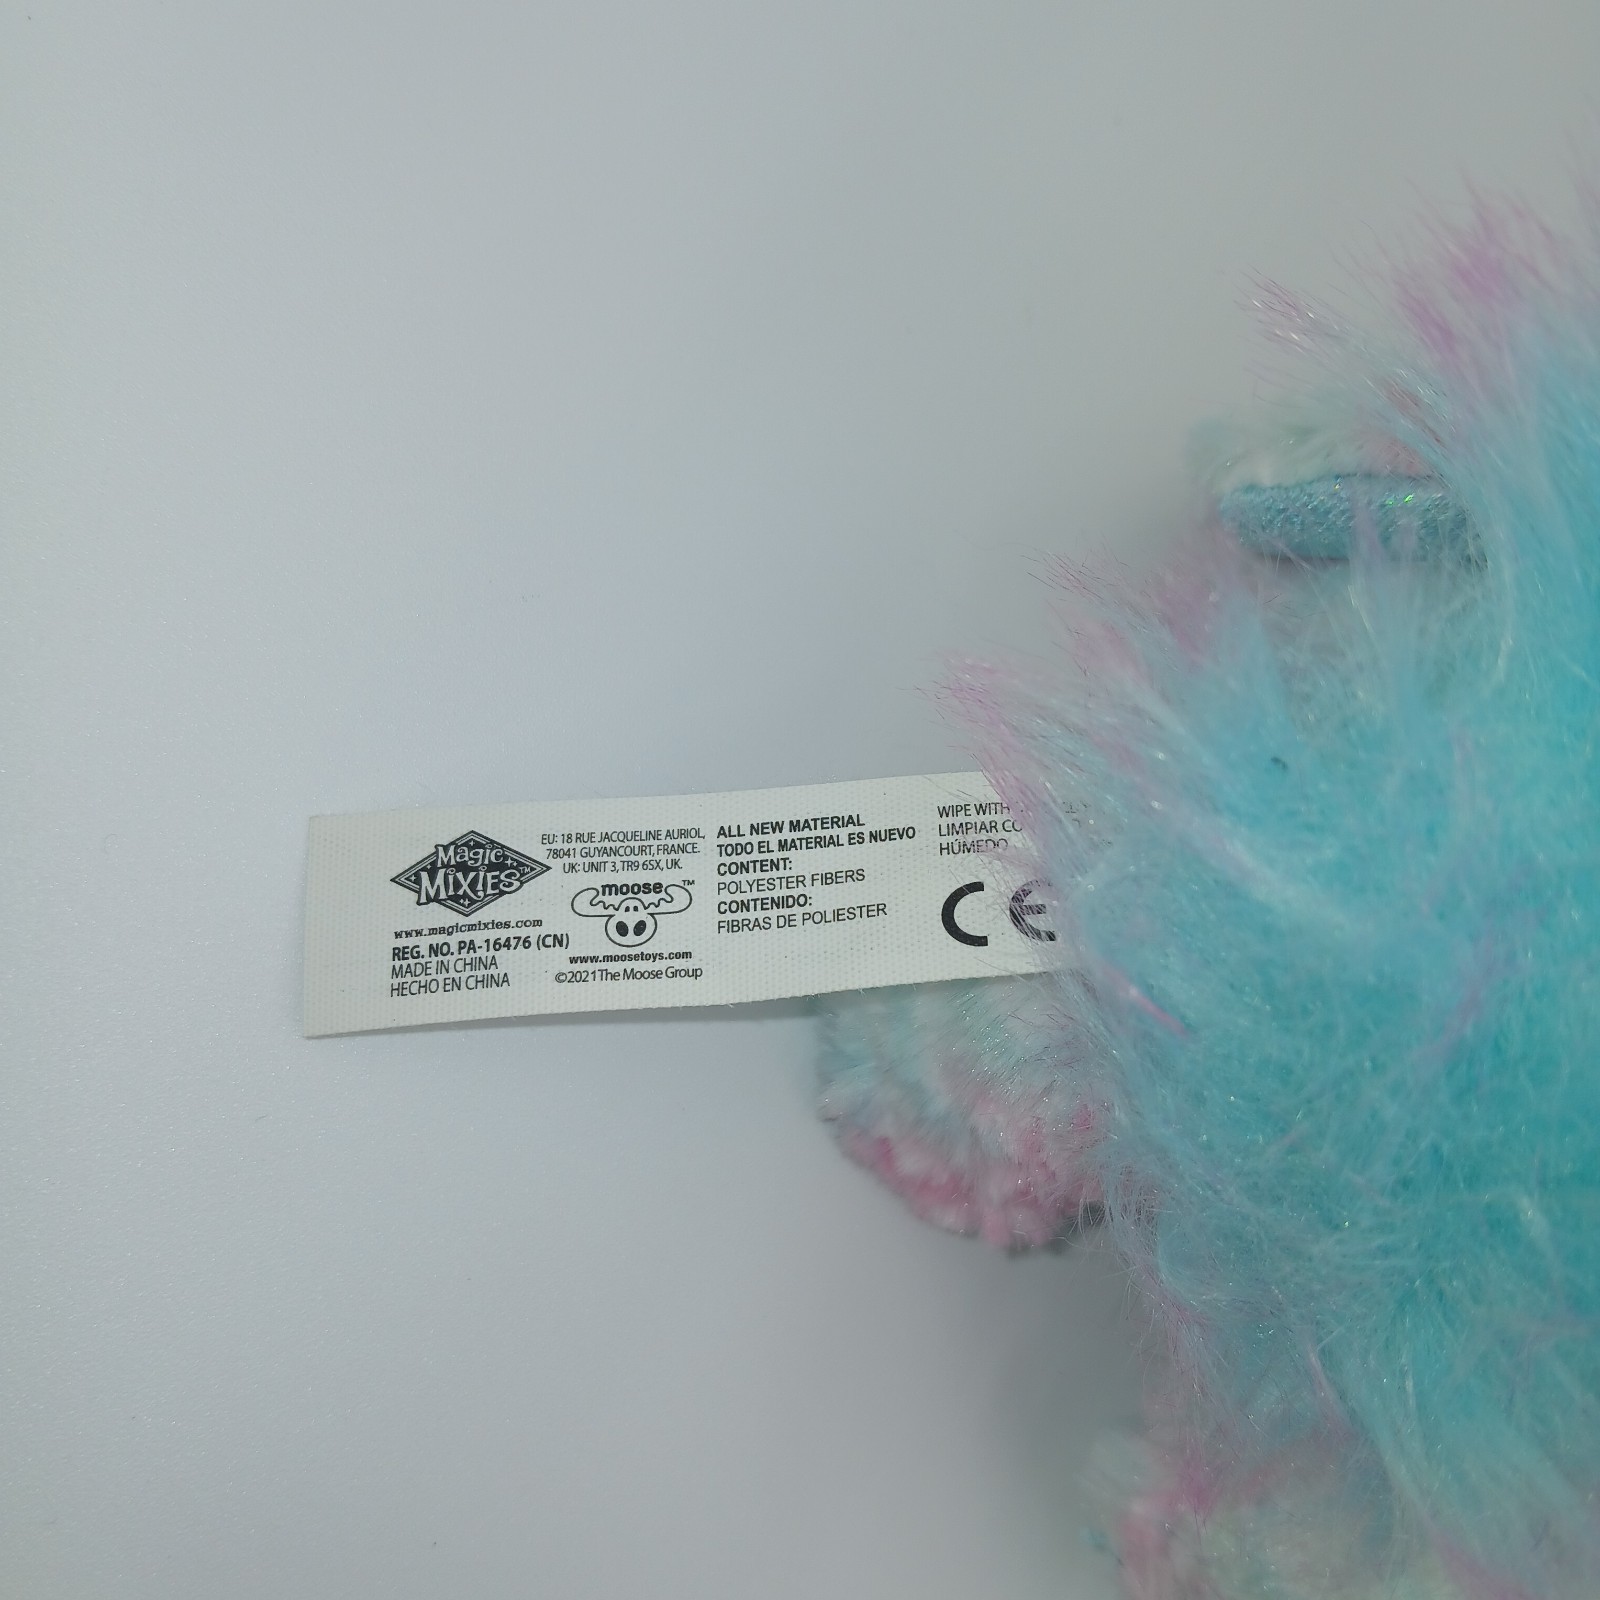 Magic
MIXIES™
www.magicmixies.com
REG. NO. PA-16476 (CN)
MADE IN CHINA
HECHO EN CHINA
EU: 18 RUE JACQUELINE AURIOL,
78041 GUYANCOURT, FRANCE.
UK: UNIT 3, TR9 6SX, UK.
moose™
www.moosetoys.com
©2021 The Moose Group
ALL NEW MATERIAL
TODO EL MATERIAL ES NUEVO
CONTENT:
POLYESTER FIBERS
CONTENIDO:
FIBRAS DE POLIESTER
WIPE WITH
LIMPIAR
HÚMEDO
CE